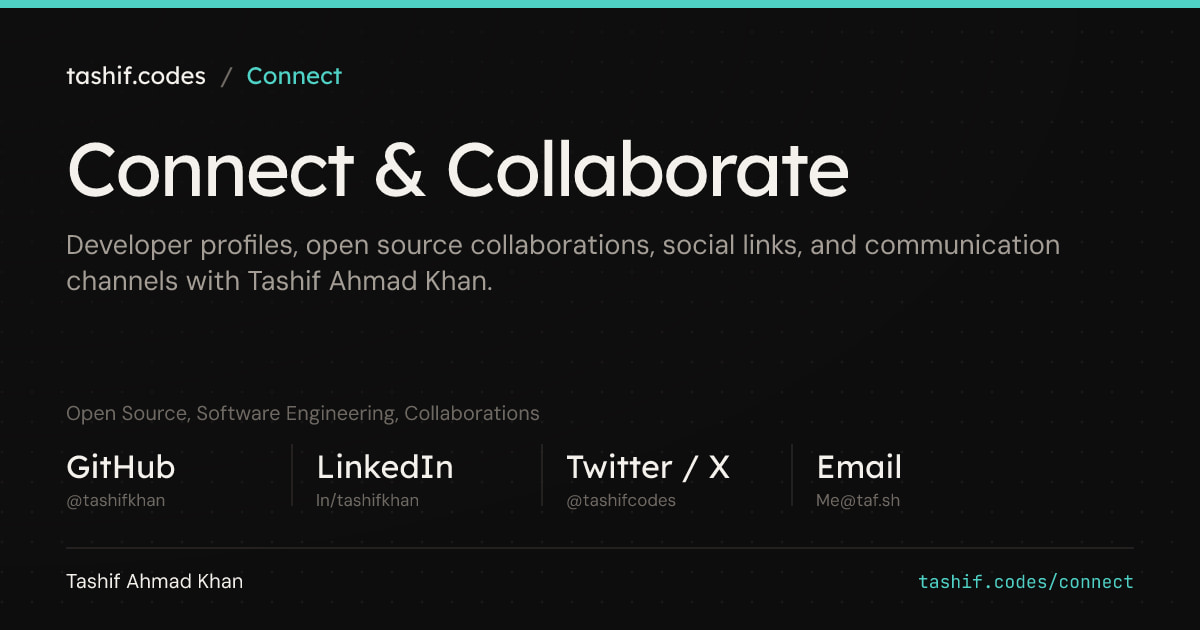 tashif.codes / Connect
Connect & Collaborate
Developer profiles, open source collaborations, social links, and communication
channels with Tashif Ahmad Khan.
Open Source, Software Engineering, Collaborations
GitHub
@tashifkhan
LinkedIn
In/tashifkhan
Twitter / X
@tashifcodes
Email
Me@taf.sh
Tashif Ahmad Khan
tashif.codes/connect